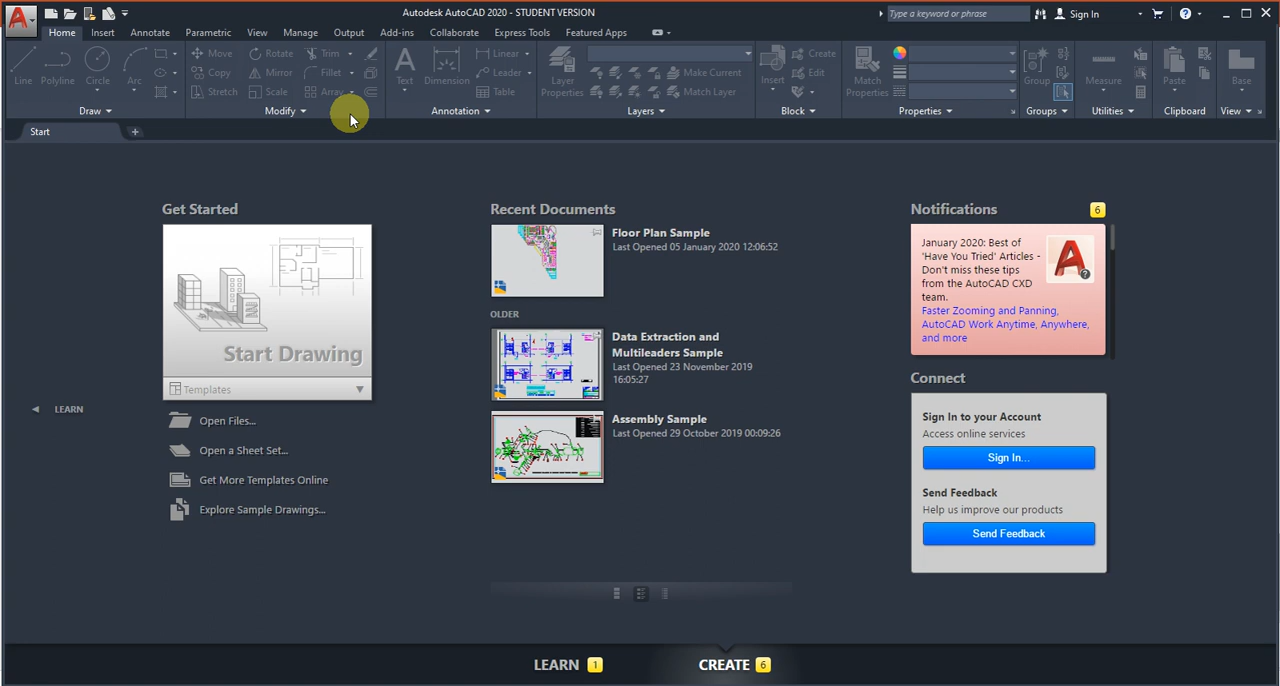 Autodesk AutoCAD 2020 - STUDENT VERSION
Type a keyword or phrase
Sign In
Home Insert Annotate Parametric View Manage Output Add-ins Collaborate Express Tools Featured Apps
Line Polyline Circle Arc
Move Rotate Trim
Copy Mirror Fillet
Stretch Scale Array
Text Dimension
Linear
Leader
Table
Layer
Properties
Make Current
Match Layer
Insert
Create
Edit
Match
Properties
Group
Measure
Paste
Base
Draw Modify Annotation Layers Block Properties Groups Utilities Clipboard View
Start
Get Started
Start Drawing
Templates
Open Files...
Open a Sheet Set...
Get More Templates Online
Explore Sample Drawings...
LEARN
Recent Documents
Floor Plan Sample
Last Opened 05 January 2020 12:06:52
OLDER
Data Extraction and
Multileaders Sample
Last Opened 23 November 2019
16:05:27
Assembly Sample
Last Opened 29 October 2019 00:09:26
Notifications 6
January 2020: Best of
'Have You Tried' Articles -
Don't miss these tips
from the AutoCAD CXD
team.
Faster Zooming and Panning,
AutoCAD Work Anytime, Anywhere,
and more
Connect
Sign In to your Account
Access online services
Sign In...
Send Feedback
Help us improve our products
Send Feedback
LEARN 1 CREATE 6